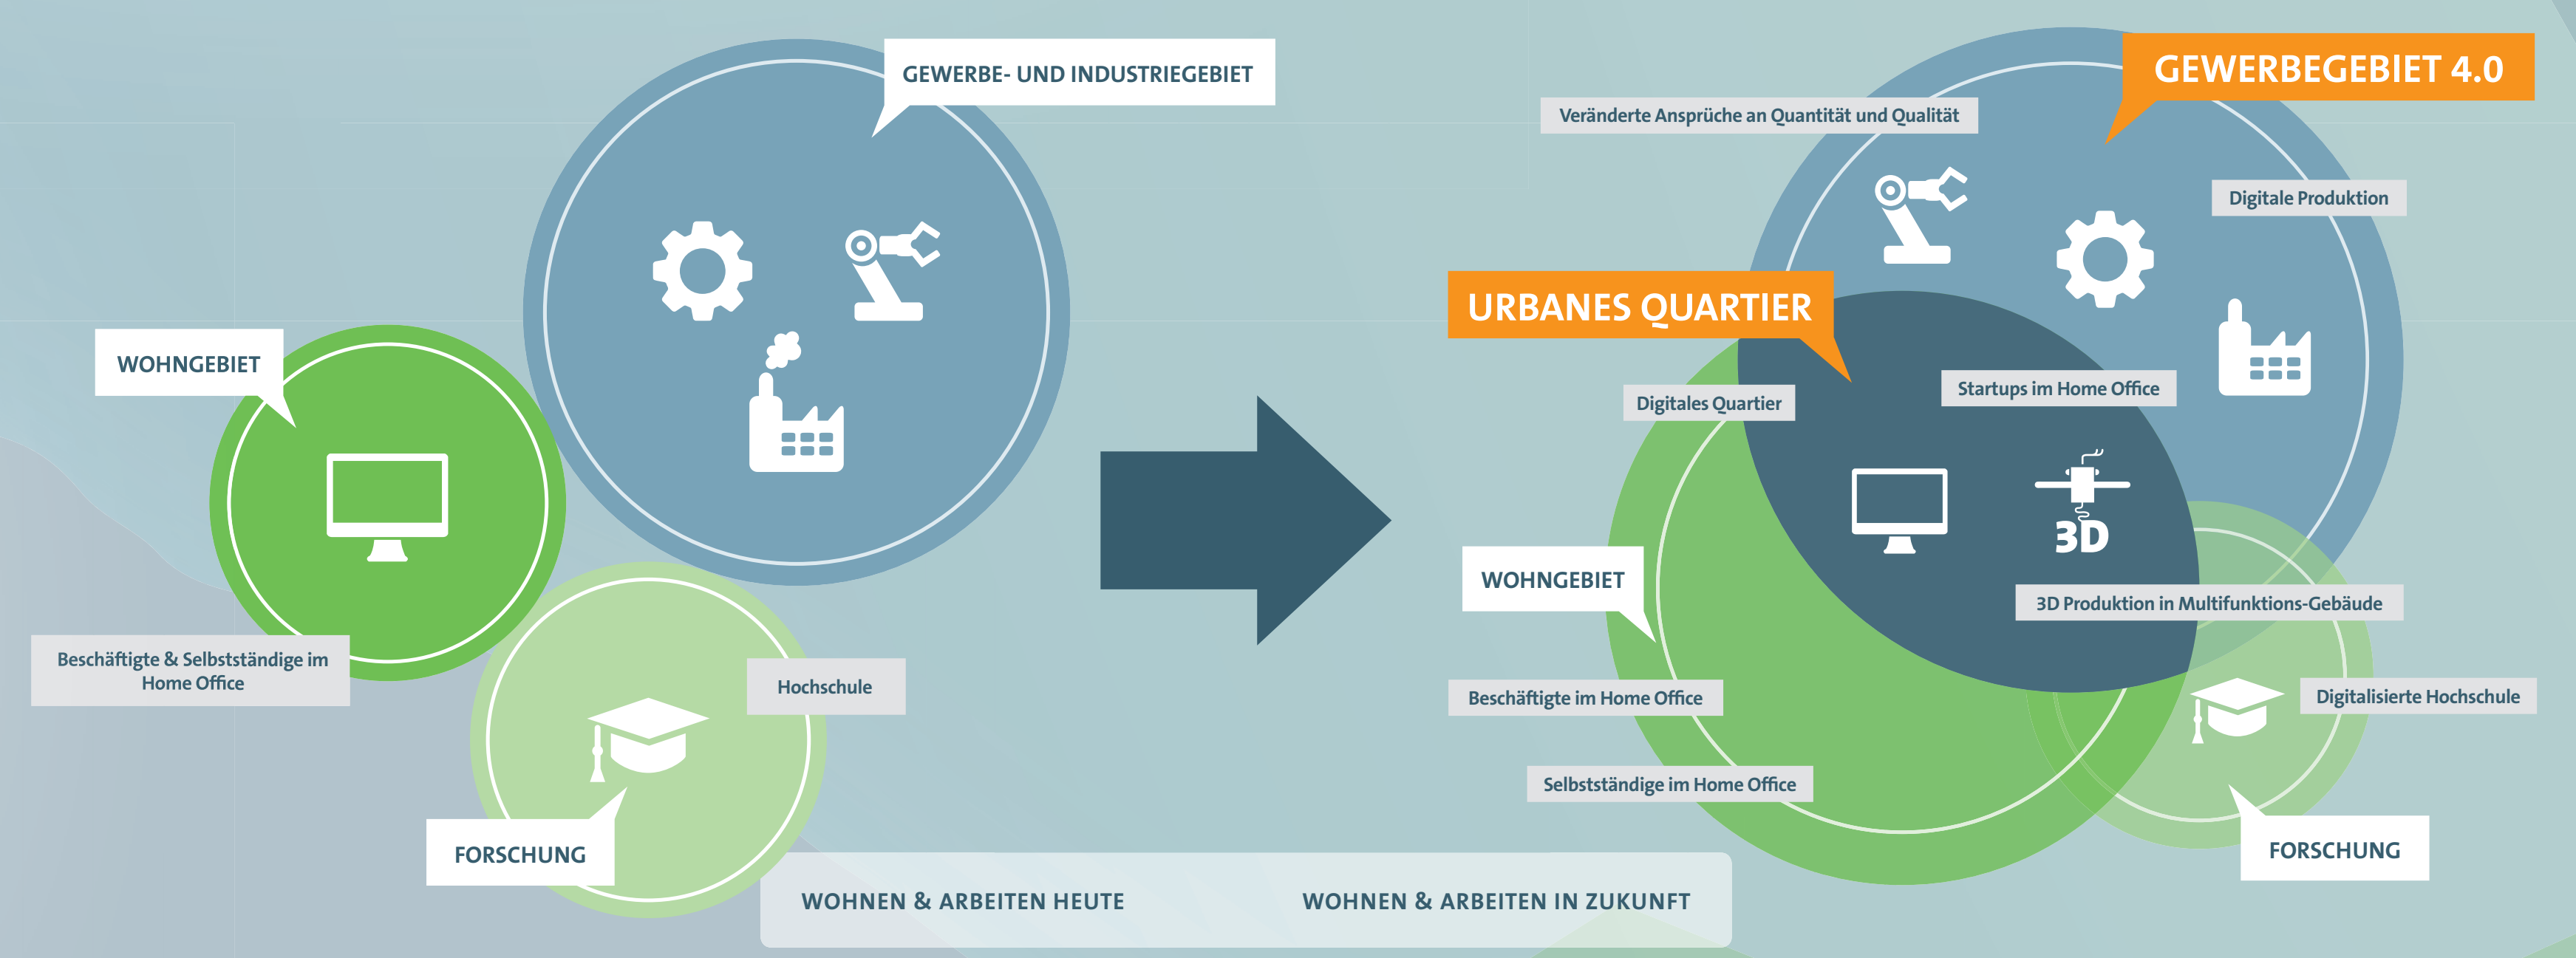 GEWERBE- UND INDUSTRIEGEBIET
WOHNGEBIET
Beschäftigte & Selbstständige im
Home Office
Hochschule
FORSCHUNG
WOHNEN & ARBEITEN HEUTE
GEWERBEGEBIET 4.0
Veränderte Ansprüche an Quantität und Qualität
Digitale Produktion
URBANES QUARTIER
Startups im Home Office
Digitales Quartier
3D
WOHNGEBIET
3D Produktion in Multifunktions-Gebäude
Beschäftigte im Home Office
Digitalisierte Hochschule
Selbstständige im Home Office
FORSCHUNG
WOHNEN & ARBEITEN IN ZUKUNFT